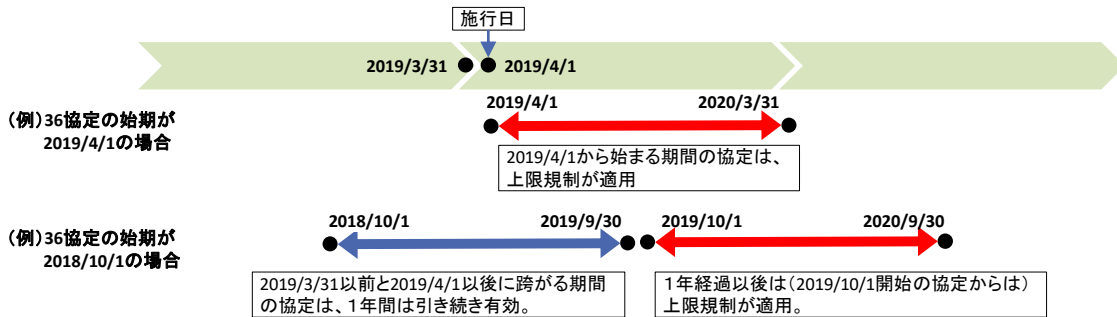 施行日
2019/3/31
2019/4/1
(例)36協定の始期が
2019/4/1の場合
2019/4/1
2020/3/31
2019/4/1から始まる期間の協定は、
上限規制が適用
(例)36協定の始期が
2018/10/1の場合
2018/10/1
2019/9/30
2019/10/1
2020/9/30
2019/3/31以前と2019/4/1以後に跨がる期間
の協定は、1年間は引き続き有効。
1年経過以後は(2019/10/1開始の協定からは)
上限規制が適用。